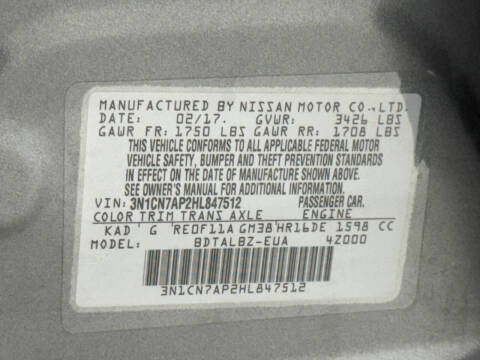 MANUFACTURED BY NISSAN MOTOR CO.,LTD.
DATE: 02/17. GVWR: 3426 LBS
GAWR FR: 1750 LBS GAWR RR: 1708 LBS
THIS VEHICLE CONFORMS TO ALL APPLICABLE FEDERAL MOTOR
VEHICLE SAFETY, BUMPER AND THEFT PREVENTION STANDARDS
IN EFFECT ON THE DATE OF MANUFACTURE SHOWN ABOVE.
SEE OWNER'S MANUAL FOR ADDITIONAL INFORMATION.
VIN: 3N1CN7AP2HL847512 PASSENGER CAR.
COLOR TRIM TRANS AXLE ENGINE
KAD G RE0F11A GM38 HR16DE 1598 CC
MODEL: BDTALBZ-EUA 4Z000
3N1CN7AP2HL847512